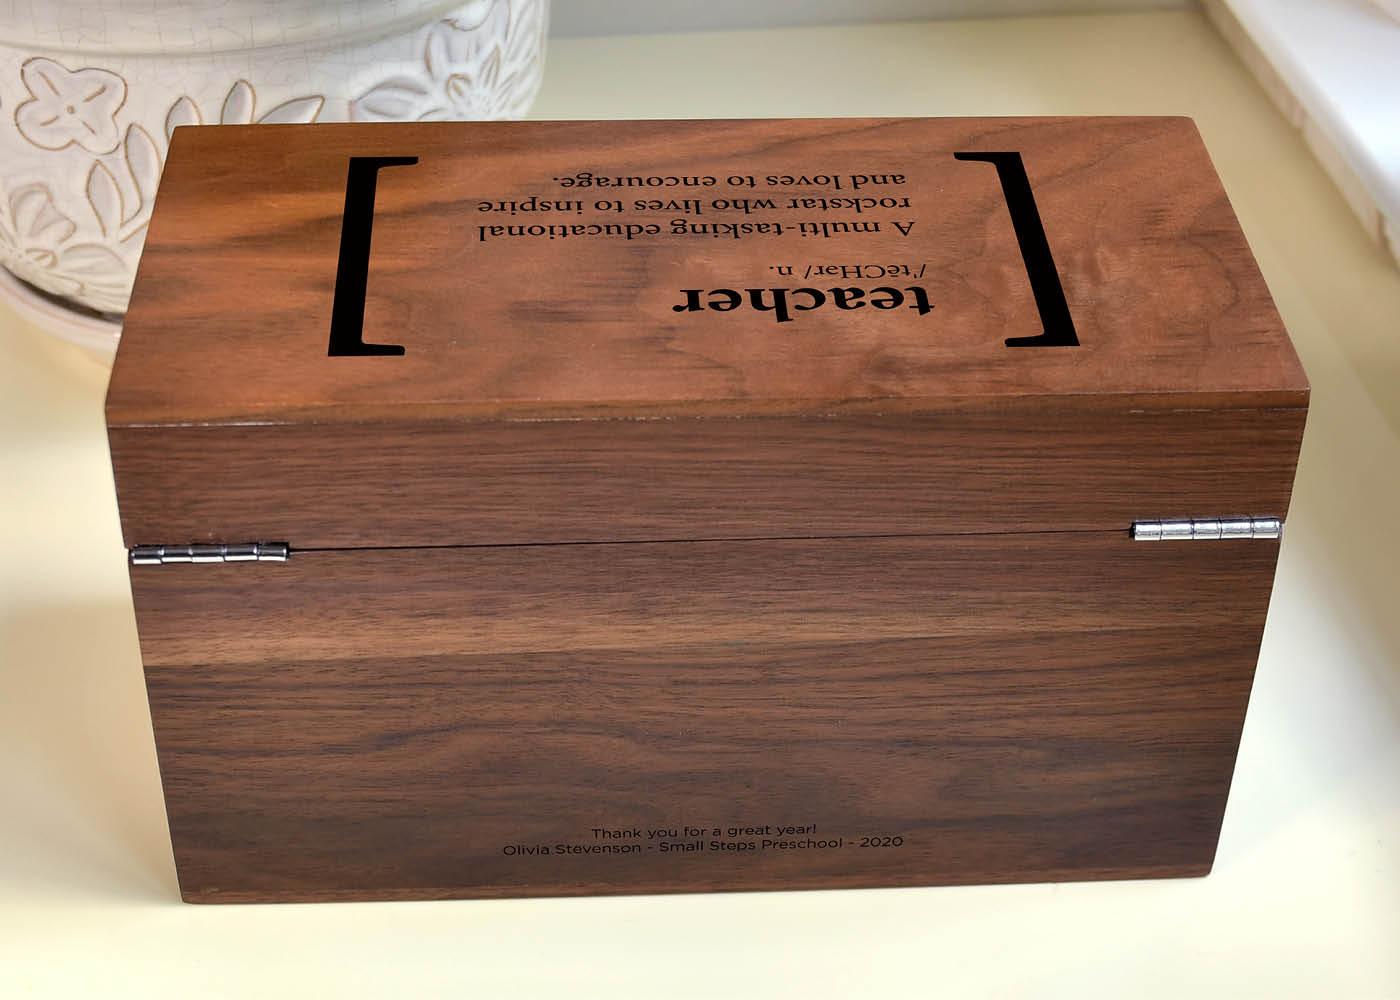 teacher
/'tēCHər/ n.
A multi-tasking educational
rockstar who lives to inspire
and loves to encourage.
Thank you for a great year!
Olivia Stevenson - Small Steps Preschool - 2020